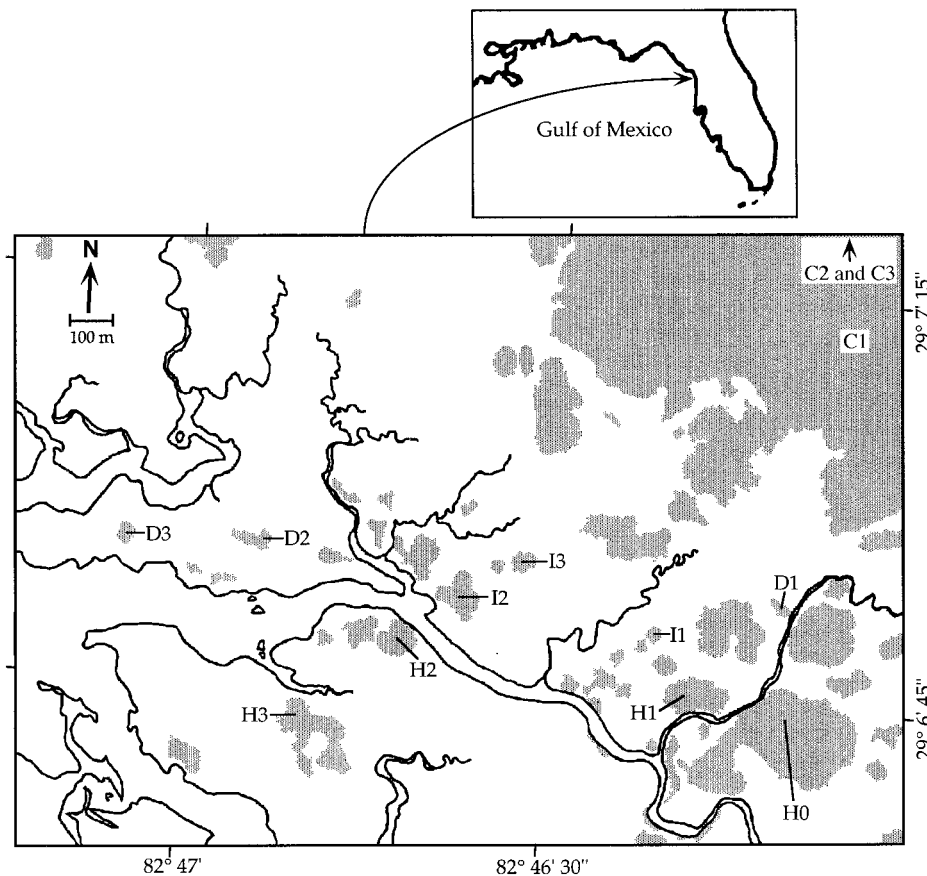 Gulf of Mexico
N
100 m
C2 and C3
C1
29° 7' 15"
D3
D2
I3
I2
D1
I1
H2
H1
H3
29° 6' 45"
H0
82° 47'
82° 46' 30"